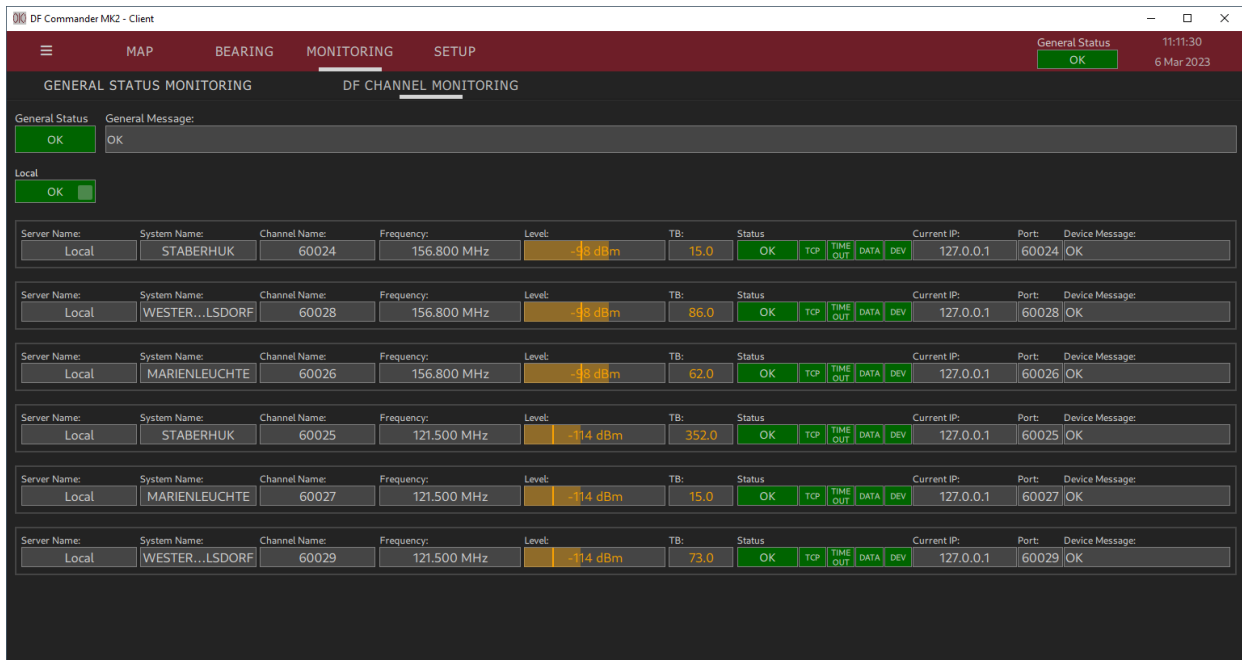 DF Commander MK2 - Client
MAP BEARING MONITORING SETUP General Status 11:11:30
OK 6 Mar 2023
GENERAL STATUS MONITORING DF CHANNEL MONITORING
General Status General Message:
OK OK
Local
OK
Server Name: System Name: Channel Name: Frequency: Level: TB: Status Current IP: Port: Device Message:
Local STABERHUK 60024 156.800 MHz -98 dBm 15.0 OK TCP TIME OUT DATA DEV 127.0.0.1 60024 OK
Server Name: System Name: Channel Name: Frequency: Level: TB: Status Current IP: Port: Device Message:
Local WESTER...LSDORF 60028 156.800 MHz -98 dBm 86.0 OK TCP TIME OUT DATA DEV 127.0.0.1 60028 OK
Server Name: System Name: Channel Name: Frequency: Level: TB: Status Current IP: Port: Device Message:
Local MARIENLEUCHTE 60026 156.800 MHz -98 dBm 62.0 OK TCP TIME OUT DATA DEV 127.0.0.1 60026 OK
Server Name: System Name: Channel Name: Frequency: Level: TB: Status Current IP: Port: Device Message:
Local STABERHUK 60025 121.500 MHz -114 dBm 352.0 OK TCP TIME OUT DATA DEV 127.0.0.1 60025 OK
Server Name: System Name: Channel Name: Frequency: Level: TB: Status Current IP: Port: Device Message:
Local MARIENLEUCHTE 60027 121.500 MHz -114 dBm 15.0 OK TCP TIME OUT DATA DEV 127.0.0.1 60027 OK
Server Name: System Name: Channel Name: Frequency: Level: TB: Status Current IP: Port: Device Message:
Local WESTER...LSDORF 60029 121.500 MHz -114 dBm 73.0 OK TCP TIME OUT DATA DEV 127.0.0.1 60029 OK